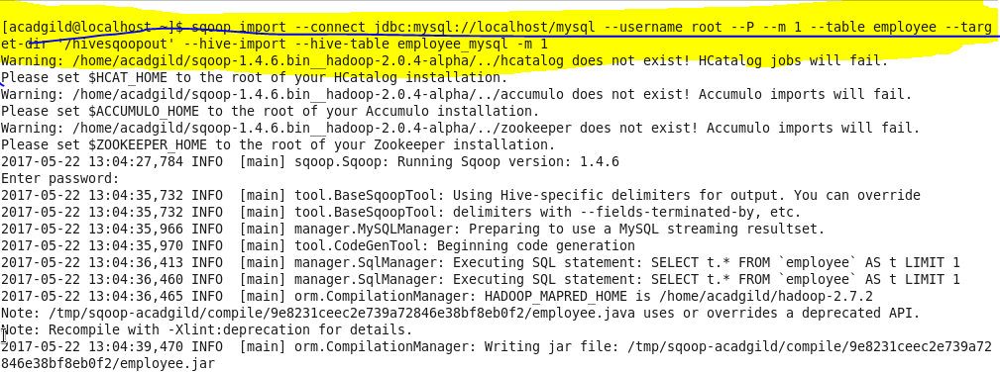 [acadgild@localhost ~]$ sqoop import --connect jdbc:mysql://localhost/mysql --username root --P --m 1 --table employee --targ
et-dir '/hivesqoopout' --hive-import --hive-table employee_mysql -m 1
Warning: /home/acadgild/sqoop-1.4.6.bin__hadoop-2.0.4-alpha/../hcatalog does not exist! HCatalog jobs will fail.
Please set $HCAT_HOME to the root of your HCatalog installation.
Warning: /home/acadgild/sqoop-1.4.6.bin__hadoop-2.0.4-alpha/../accumulo does not exist! Accumulo imports will fail.
Please set $ACCUMULO_HOME to the root of your Accumulo installation.
Warning: /home/acadgild/sqoop-1.4.6.bin__hadoop-2.0.4-alpha/../zookeeper does not exist! Accumulo imports will fail.
Please set $ZOOKEEPER_HOME to the root of your Zookeeper installation.
2017-05-22 13:04:27,784 INFO  [main] sqoop.Sqoop: Running Sqoop version: 1.4.6
Enter password:
2017-05-22 13:04:35,732 INFO  [main] tool.BaseSqoopTool: Using Hive-specific delimiters for output. You can override
2017-05-22 13:04:35,732 INFO  [main] tool.BaseSqoopTool: delimiters with --fields-terminated-by, etc.
2017-05-22 13:04:35,966 INFO  [main] manager.MySQLManager: Preparing to use a MySQL streaming resultset.
2017-05-22 13:04:35,970 INFO  [main] tool.CodeGenTool: Beginning code generation
2017-05-22 13:04:36,413 INFO  [main] manager.SqlManager: Executing SQL statement: SELECT t.* FROM `employee` AS t LIMIT 1
2017-05-22 13:04:36,460 INFO  [main] manager.SqlManager: Executing SQL statement: SELECT t.* FROM `employee` AS t LIMIT 1
2017-05-22 13:04:36,465 INFO  [main] orm.CompilationManager: HADOOP_MAPRED_HOME is /home/acadgild/hadoop-2.7.2
Note: /tmp/sqoop-acadgild/compile/9e8231ceec2e739a72846e38bf8eb0f2/employee.java uses or overrides a deprecated API.
Note: Recompile with -Xlint:deprecation for details.
2017-05-22 13:04:39,470 INFO  [main] orm.CompilationManager: Writing jar file: /tmp/sqoop-acadgild/compile/9e8231ceec2e739a72
846e38bf8eb0f2/employee.jar